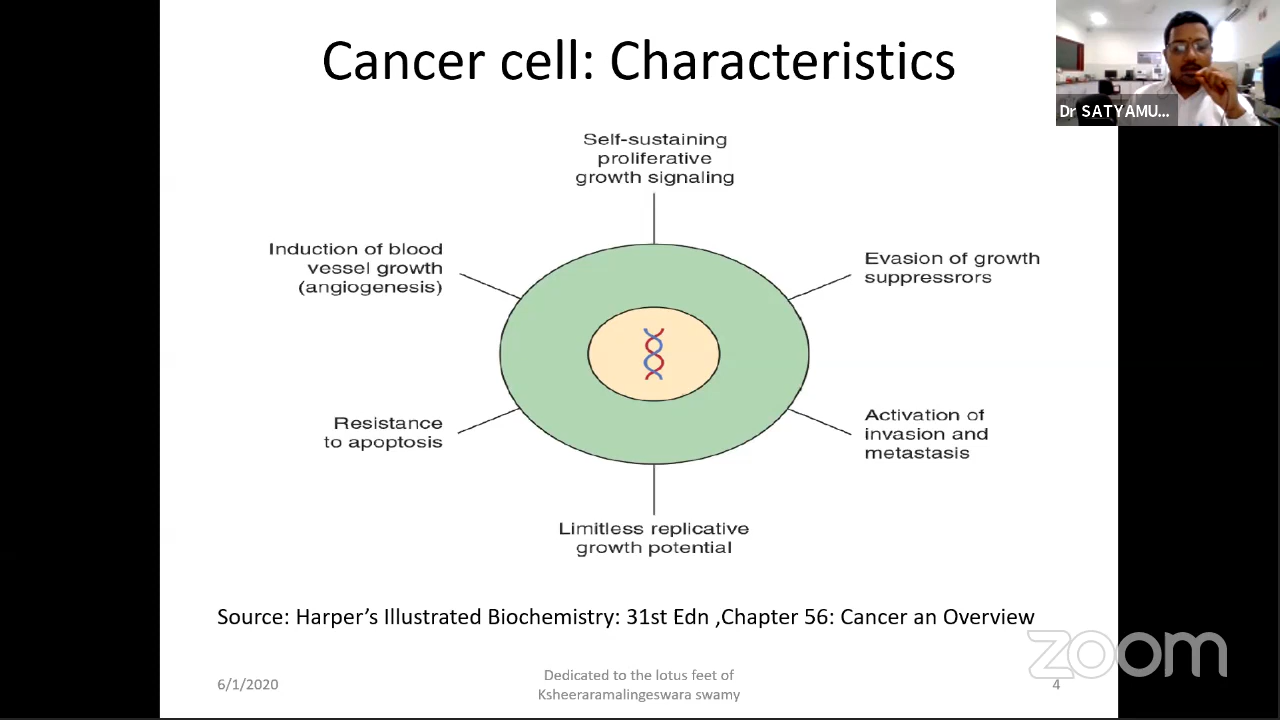 Cancer cell: Characteristics
Dr SATYAMU...
Self-sustaining
proliferative
growth signaling
Induction of blood
vessel growth
(angiogenesis)
Evasion of growth
suppressrors
Resistance
to apoptosis
Activation of
invasion and
metastasis
Limitless replicative
growth potential
Source: Harper’s Illustrated Biochemistry: 31st Edn ,Chapter 56: Cancer an Overview
zoom
6/1/2020
Dedicated to the lotus feet of
Ksheeraramalingeswara swamy
4